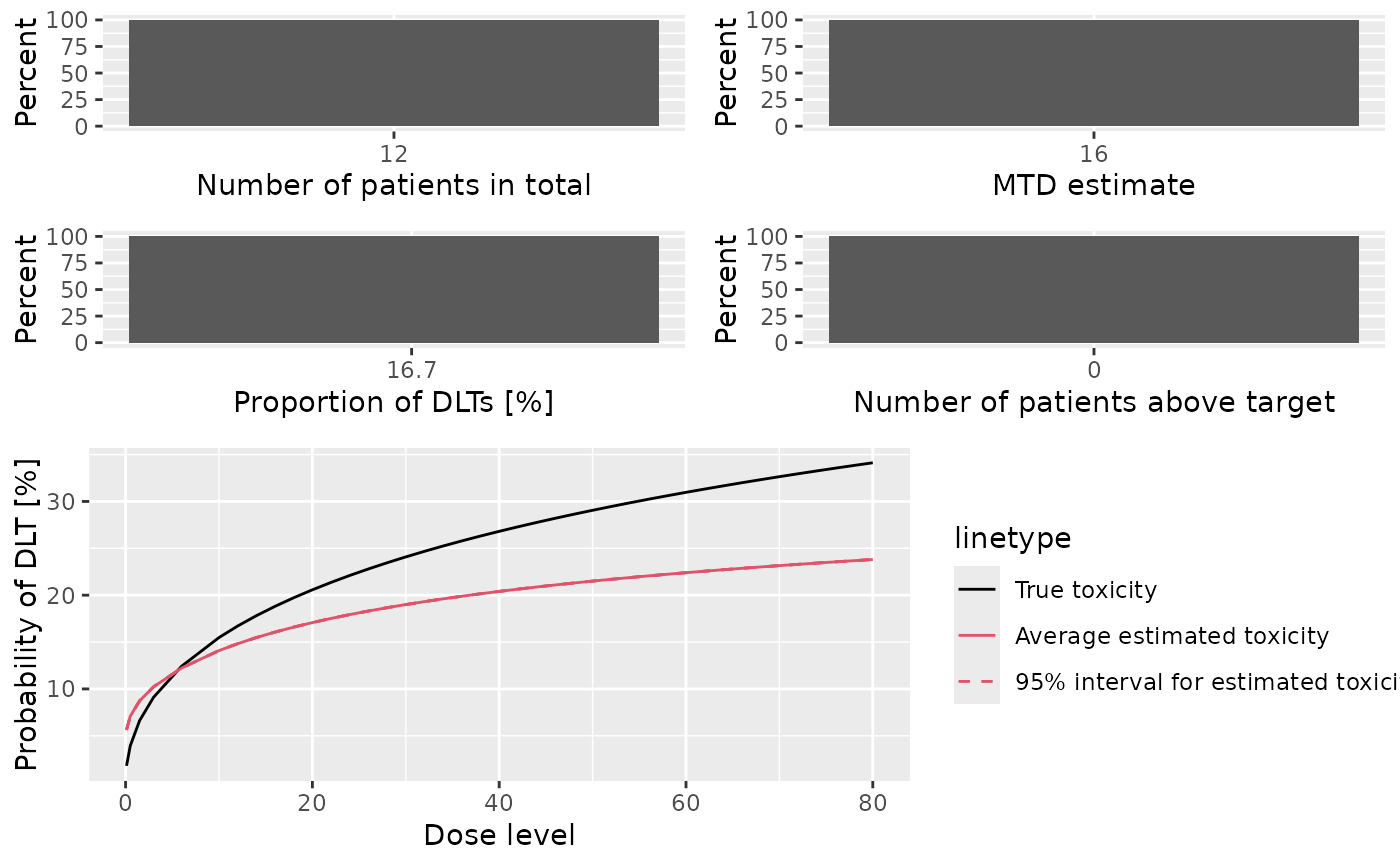 Percent
100
75
50
25
0
12
Number of patients in total
Percent
100
75
50
25
0
16
MTD estimate
Percent
100
75
50
25
0
16.7
Proportion of DLTs [%]
Percent
100
75
50
25
0
0
Number of patients above target
Probability of DLT [%]
30
20
10
0
20
40
60
80
Dose level
linetype
True toxicity
Average estimated toxicity
95% interval for estimated toxici